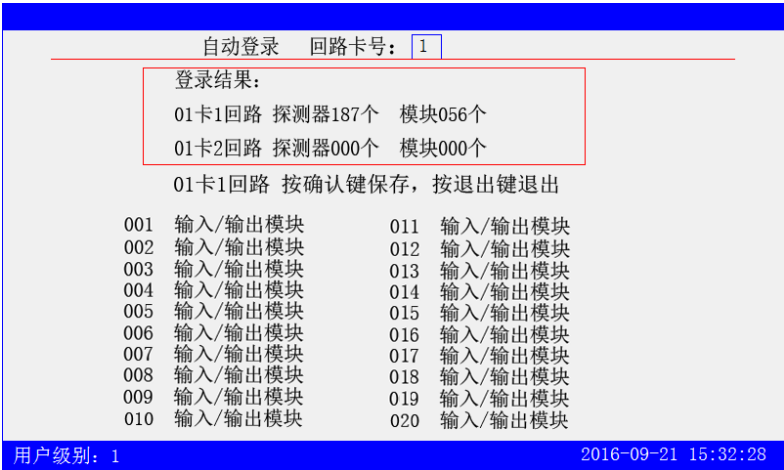 自动登录 回路卡号: 1
登录结果:
01卡1回路 探测器187个 模块056个
01卡2回路 探测器000个 模块000个
01卡1回路 按确认键保存, 按退出键退出
001 输入/输出模块 011 输入/输出模块
002 输入/输出模块 012 输入/输出模块
003 输入/输出模块 013 输入/输出模块
004 输入/输出模块 014 输入/输出模块
005 输入/输出模块 015 输入/输出模块
006 输入/输出模块 016 输入/输出模块
007 输入/输出模块 017 输入/输出模块
008 输入/输出模块 018 输入/输出模块
009 输入/输出模块 019 输入/输出模块
010 输入/输出模块 020 输入/输出模块
用户级别: 1 2016-09-21 15:32:28